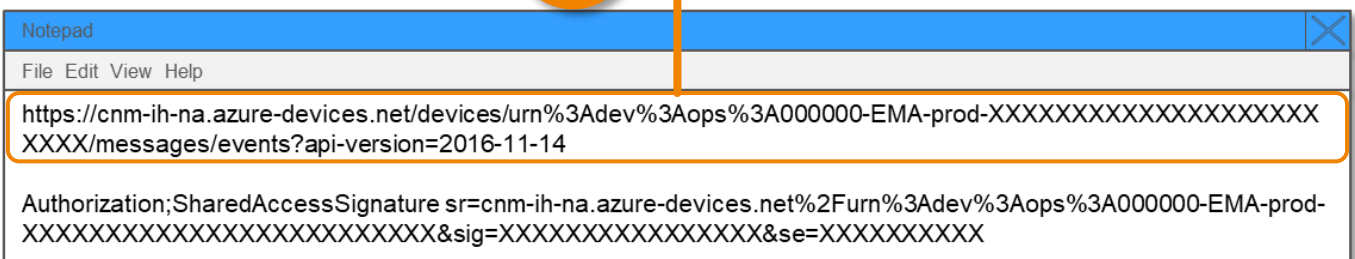 Notepad
File Edit View Help
https://cnm-ih-na.azure-devices.net/devices/urn%3Adev%3Aops%3A000000-EMA-prod-XXXXXXXXXXXXXXXXXXXX
XXXX/messages/events?api-version=2016-11-14
Authorization;SharedAccessSignature sr=cnm-ih-na.azure-devices.net%2Furn%3Adev%3Aops%3A000000-EMA-prod-
XXXXXXXXXXXXXXXXXXXXXXXXX&sig=XXXXXXXXXXXXXXXX&se=XXXXXXXXXX